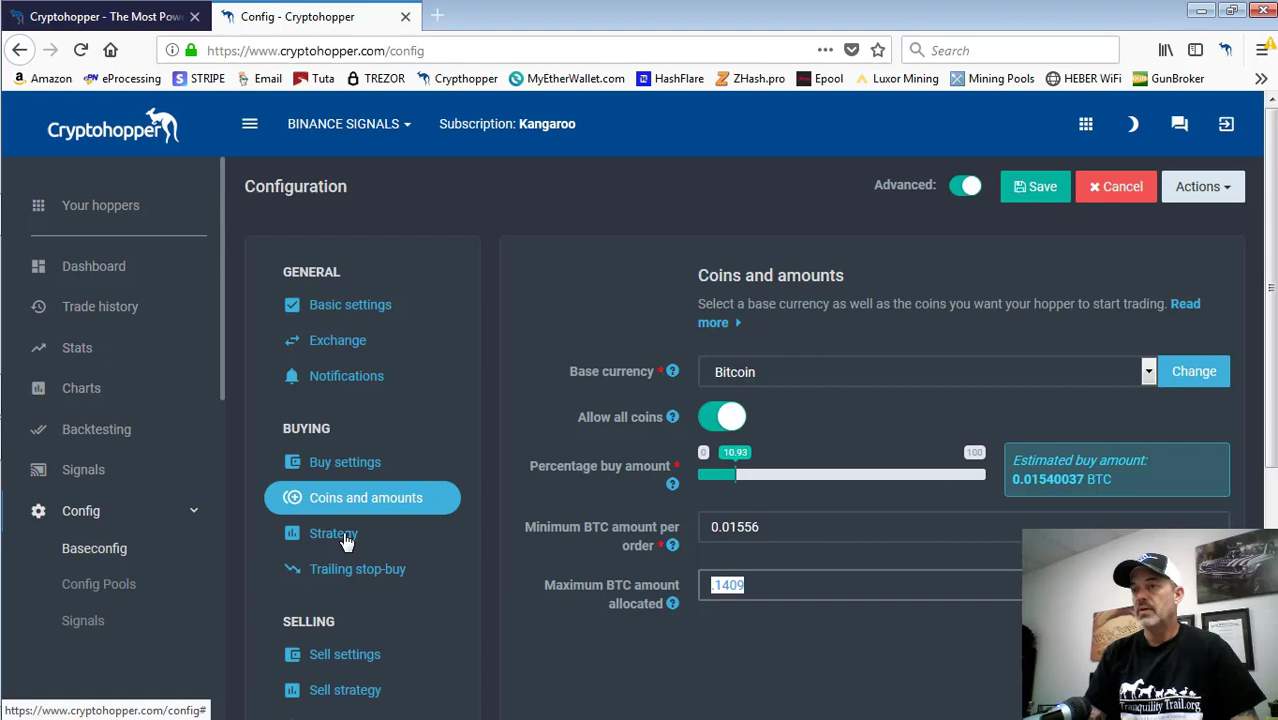 Cryptohopper - The Most Pow
Config - Cryptohopper
https://www.cryptohopper.com/config
Search
Amazon
eProcessing
STRIPE
Email
Tuta
TREZOR
Crypthopper
MyEtherWallet.com
HashFlare
ZHash.pro
Epool
Luxor Mining
Mining Pools
HEBER WiFi
GunBroker
Cryptohopper
BINANCE SIGNALS
Subscription: Kangaroo
Your hoppers
Dashboard
Trade history
Stats
Charts
Backtesting
Signals
Config
Baseconfig
Config Pools
Signals
https://www.cryptohopper.com/config#
Configuration
Advanced:
Save
Cancel
Actions
GENERAL
Basic settings
Exchange
Notifications
BUYING
Buy settings
Coins and amounts
Strategy
Trailing stop-buy
SELLING
Sell settings
Sell strategy
Coins and amounts
Select a base currency as well as the coins you want your hopper to start trading. Read
more
Base currency *
Bitcoin
Change
Allow all coins
Percentage buy amount *
0
10.93
100
Estimated buy amount:
0.01540037 BTC
Minimum BTC amount per
order *
0.01556
Maximum BTC amount
allocated
.1409
Tranquility Trail.org